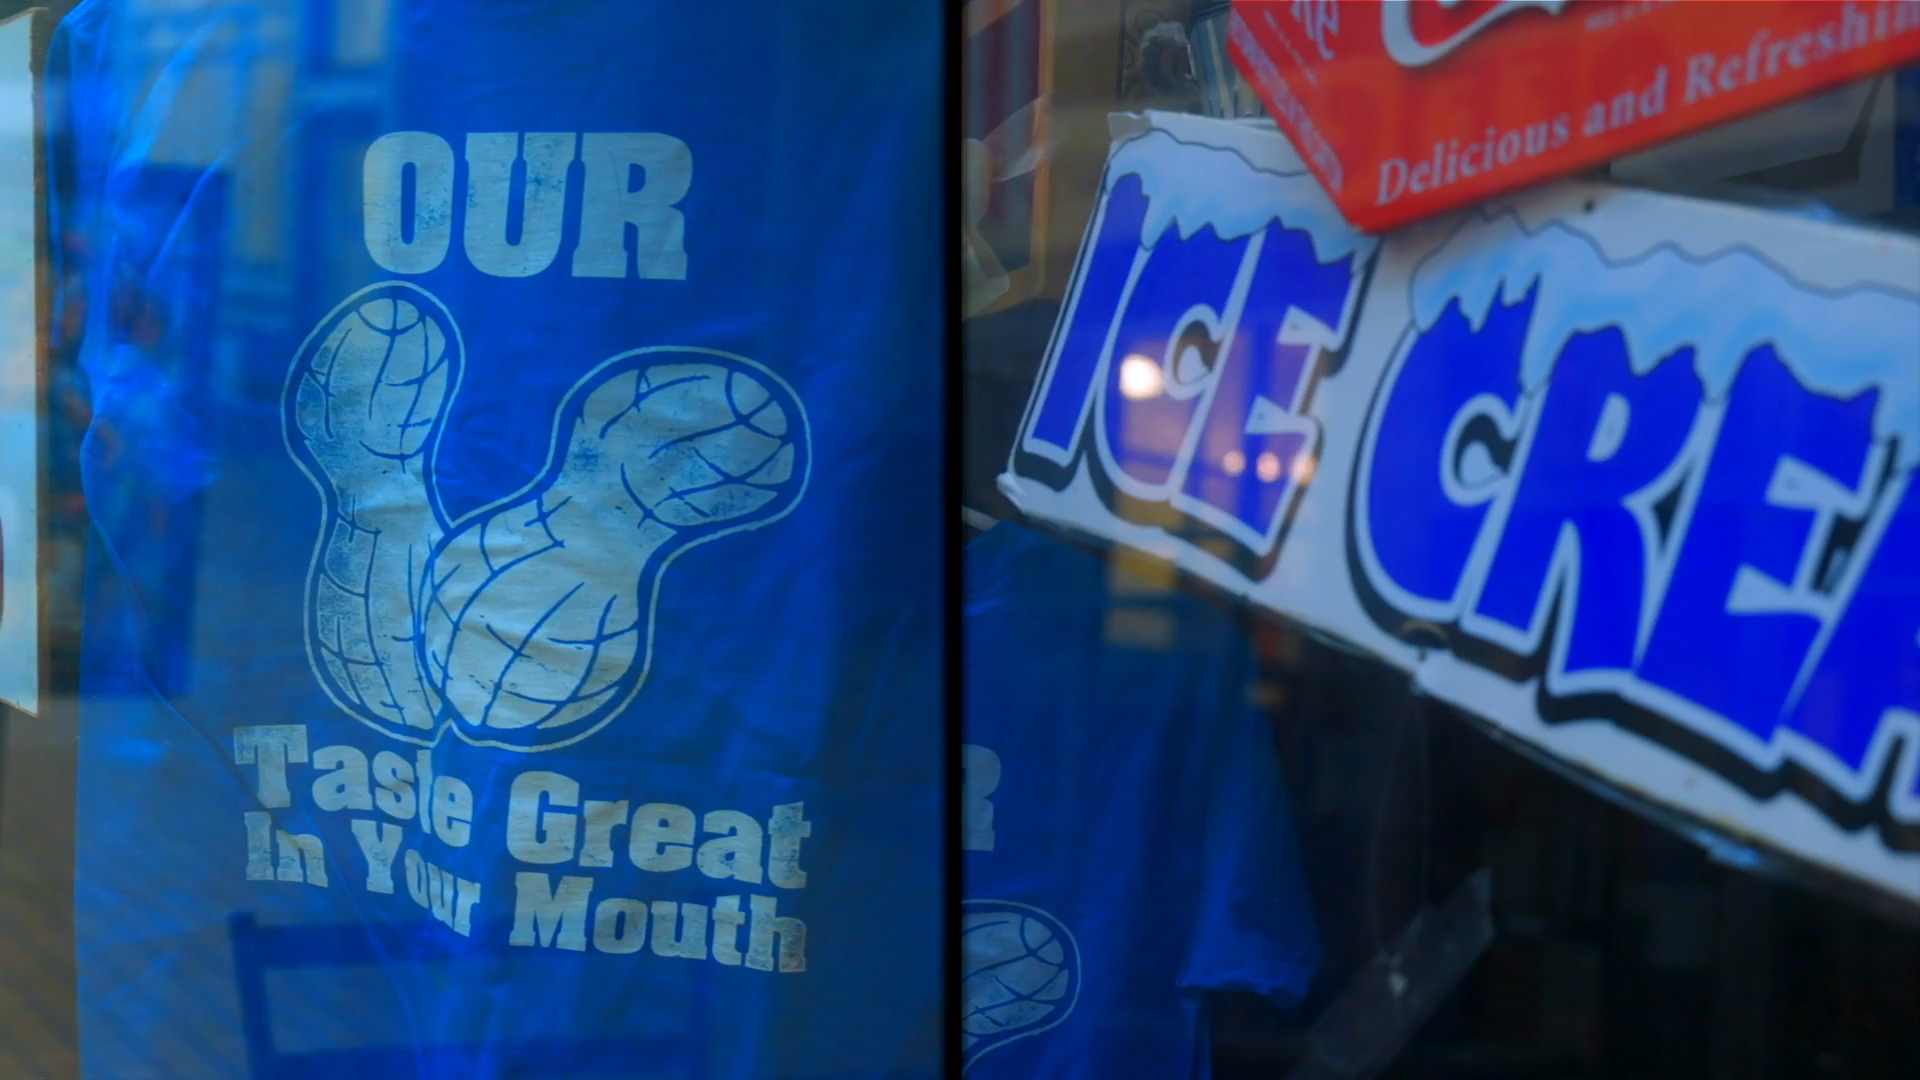 OUR
Taste Great
In Your Mouth
Delicious and Refreshin
ICE CREA
R